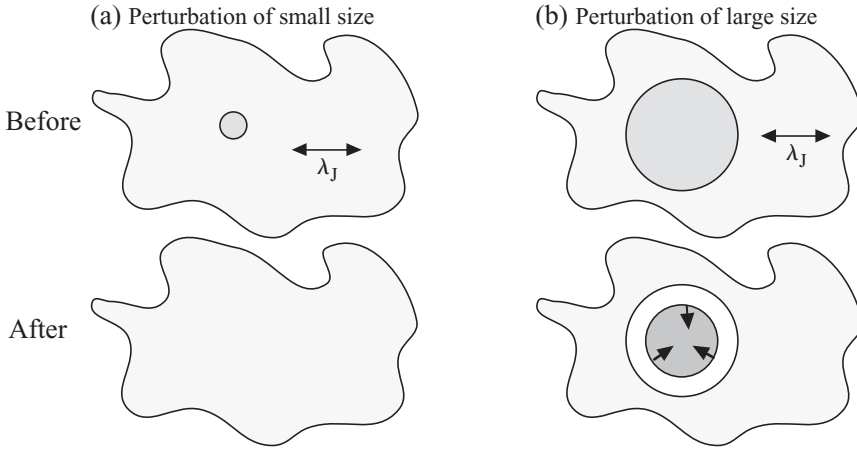 (a) Perturbation of small size
(b) Perturbation of large size
Before
λJ
λJ
After